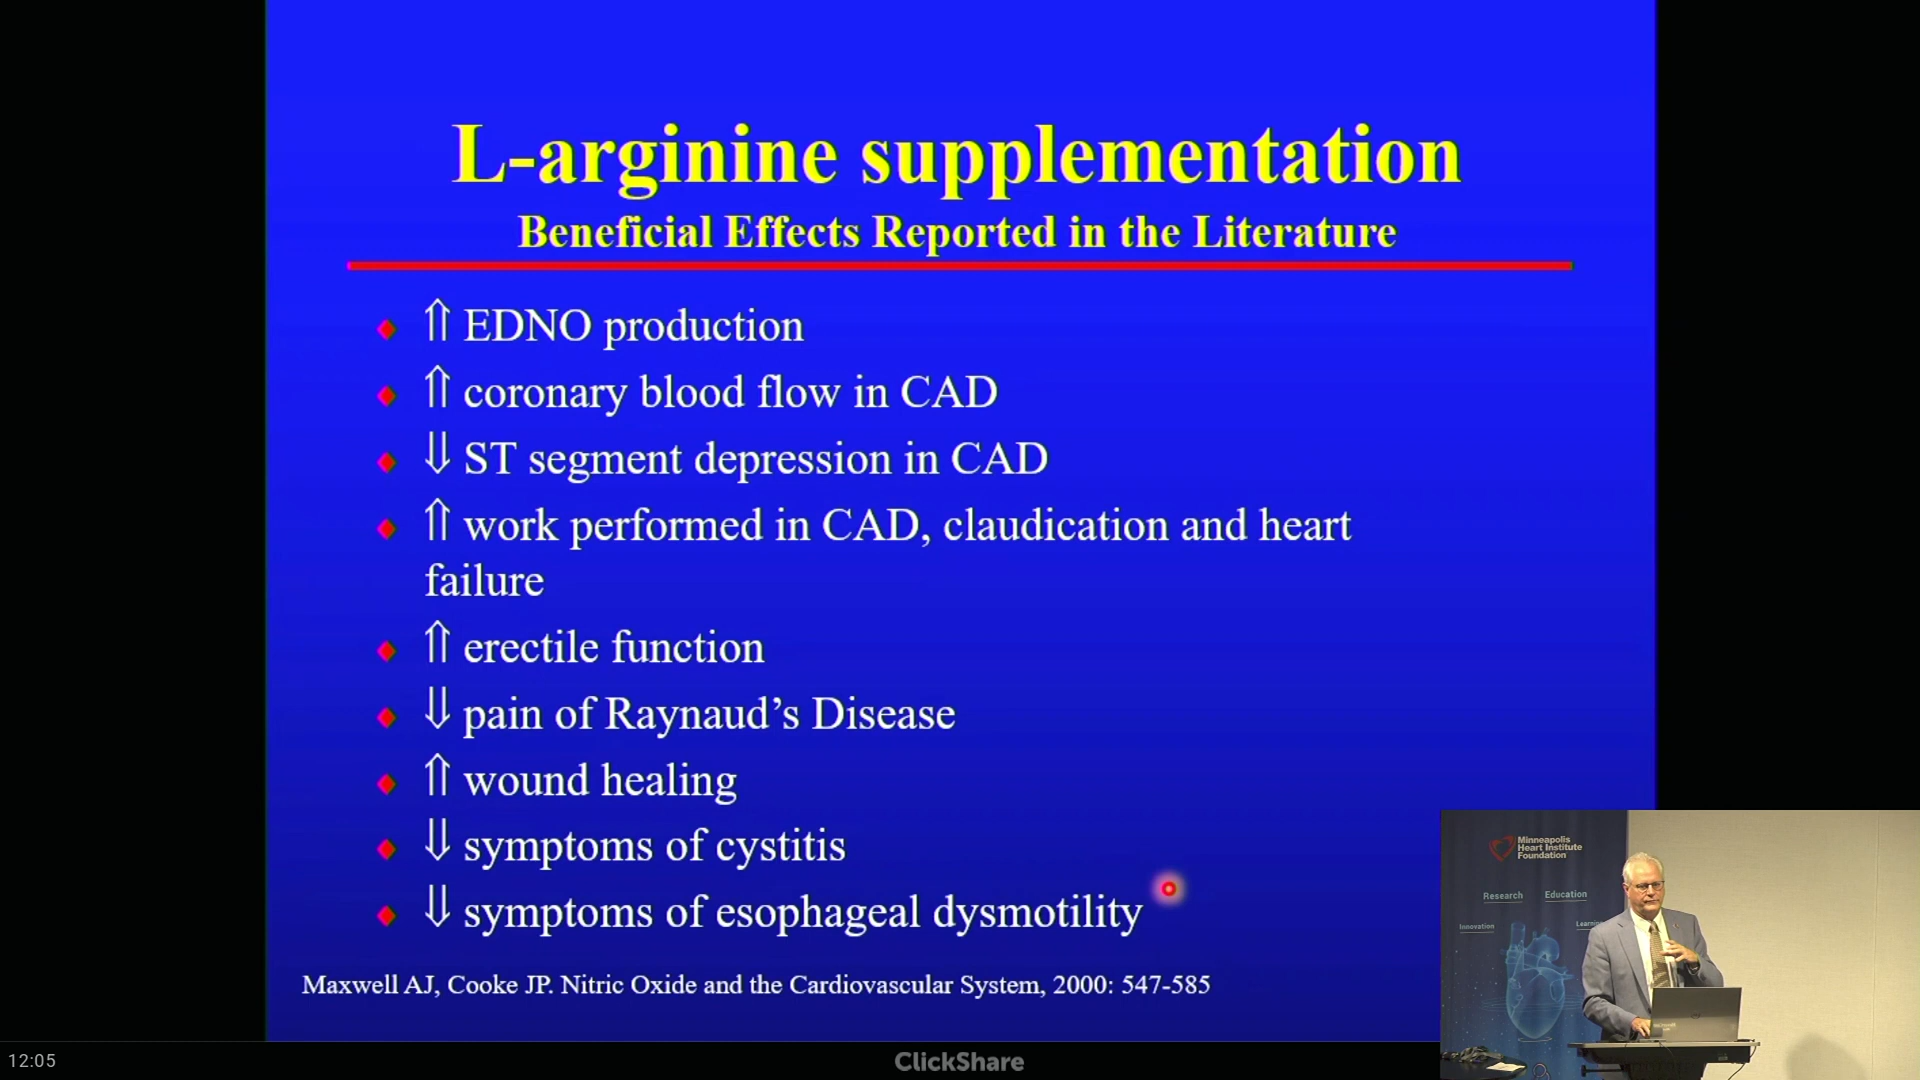 L-arginine supplementation
Beneficial Effects Reported in the Literature
⇑ EDNO production
⇑ coronary blood flow in CAD
⇓ ST segment depression in CAD
⇑ work performed in CAD, claudication and heart
failure
⇑ erectile function
⇓ pain of Raynaud’s Disease
⇑ wound healing
⇓ symptoms of cystitis
⇓ symptoms of esophageal dysmotility
Maxwell AJ, Cooke JP. Nitric Oxide and the Cardiovascular System, 2000: 547-585
Minneapolis
Heart Institute
Foundation
Research Education
Innovation
12:05
ClickShare